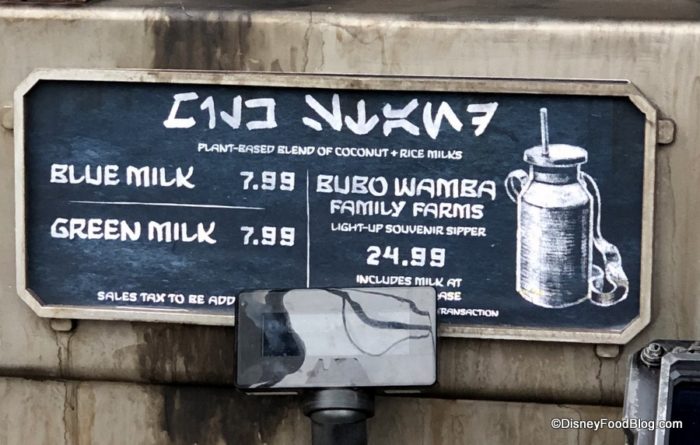 PLANT-BASED BLEND OF COCONUT + RICE MILKS
BLUE MILK 7.99
GREEN MILK 7.99
SALES TAX TO BE
BUBO WAMBA
FAMILY FARMS
LIGHT-UP SOUVENIR SIPPER
24.99
INCLUDES MILK AT
TRANSACTION
©DisneyFoodBlog.com